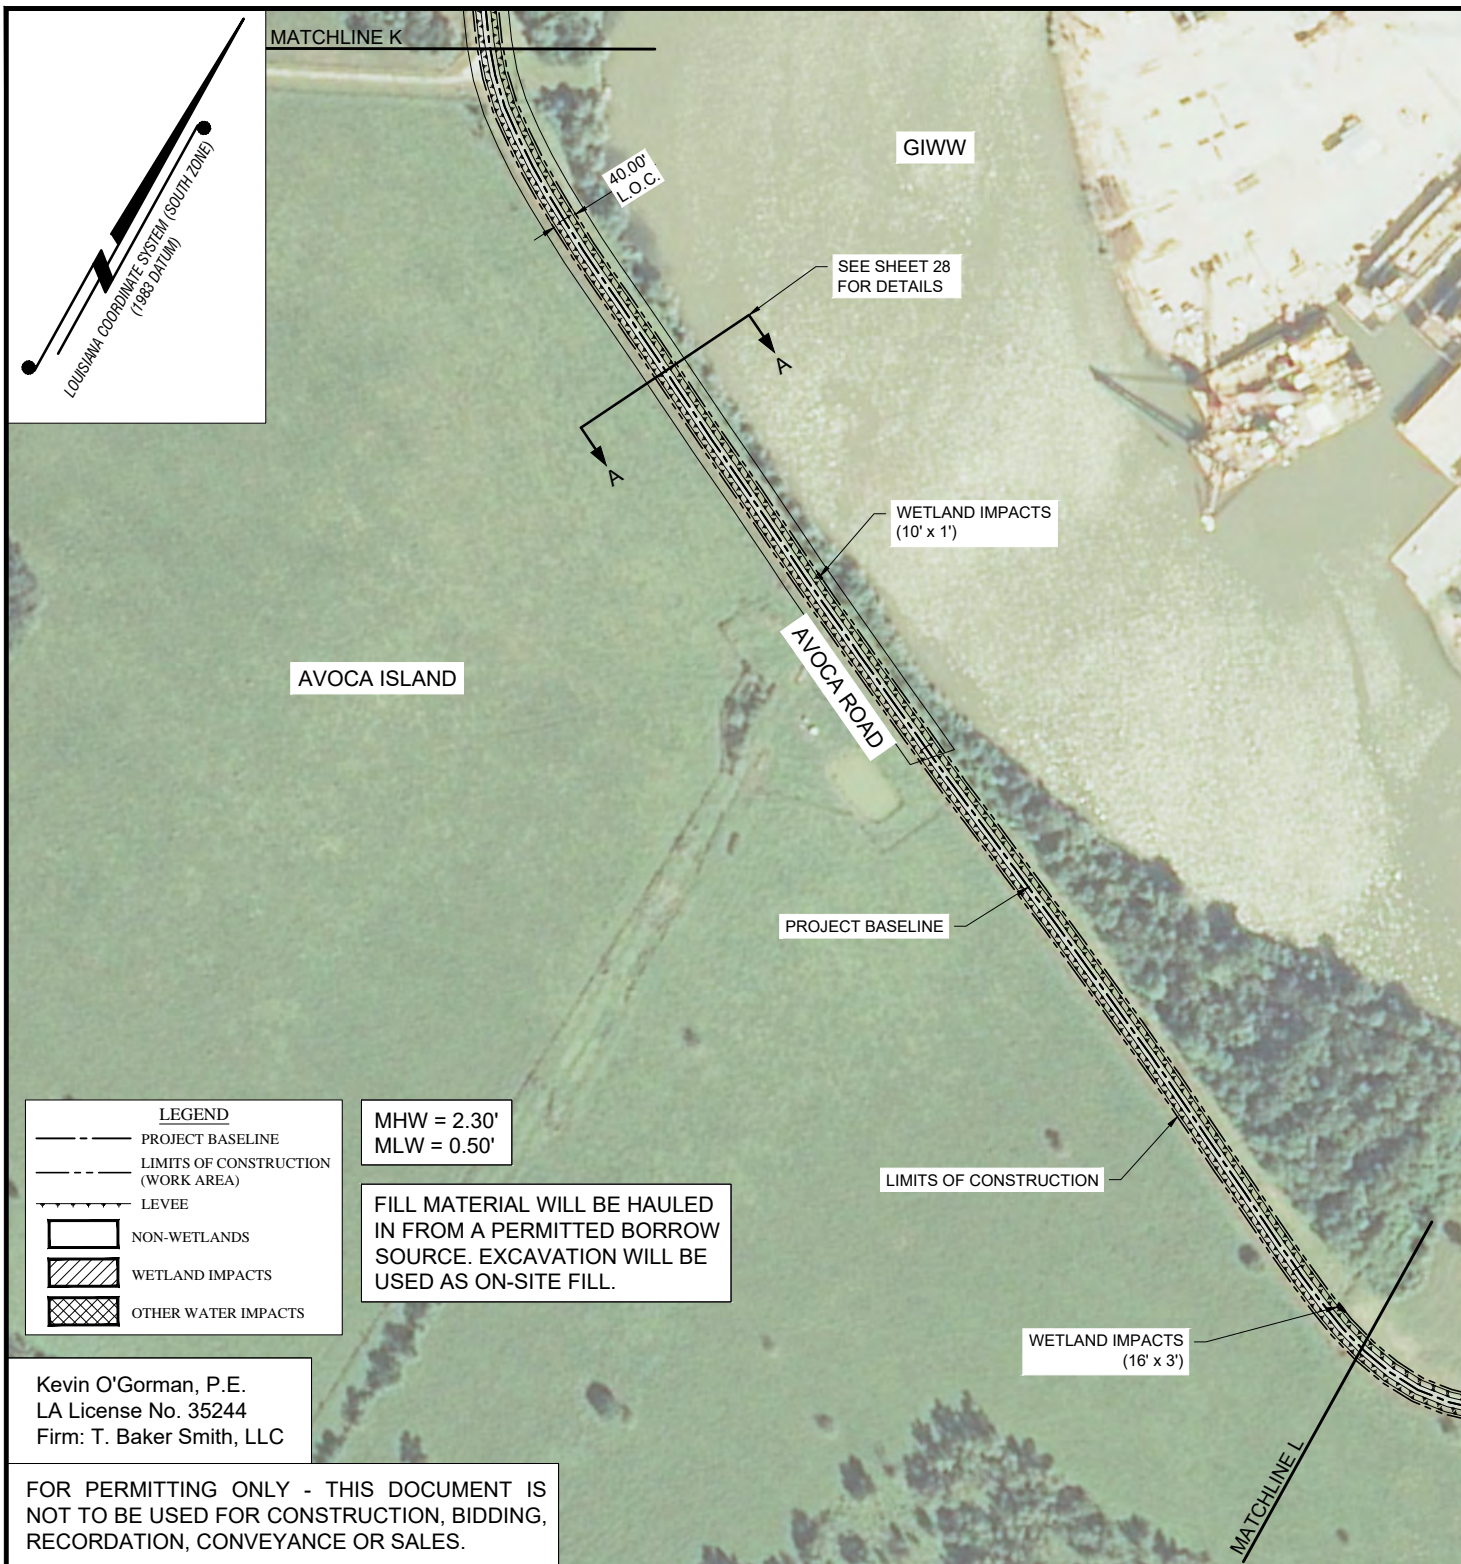 MATCHLINE K
LOUISIANA COORDINATE SYSTEM (SOUTH ZONE)
(1983 DATUM)
GIWW
40.00'
L.O.C.
SEE SHEET 28
FOR DETAILS
A
A
WETLAND IMPACTS
(10' x 1')
AVOCA ROAD
AVOCA ISLAND
PROJECT BASELINE
LIMITS OF CONSTRUCTION
WETLAND IMPACTS
(16' x 3')
MATCHLINE L
LEGEND
PROJECT BASELINE
LIMITS OF CONSTRUCTION
(WORK AREA)
LEVEE
NON-WETLANDS
WETLAND IMPACTS
OTHER WATER IMPACTS
MHW = 2.30'
MLW = 0.50'
FILL MATERIAL WILL BE HAULED
IN FROM A PERMITTED BORROW
SOURCE. EXCAVATION WILL BE
USED AS ON-SITE FILL.
Kevin O'Gorman, P.E.
LA License No. 35244
Firm: T. Baker Smith, LLC
FOR PERMITTING ONLY - THIS DOCUMENT IS
NOT TO BE USED FOR CONSTRUCTION, BIDDING,
RECORDATION, CONVEYANCE OR SALES.